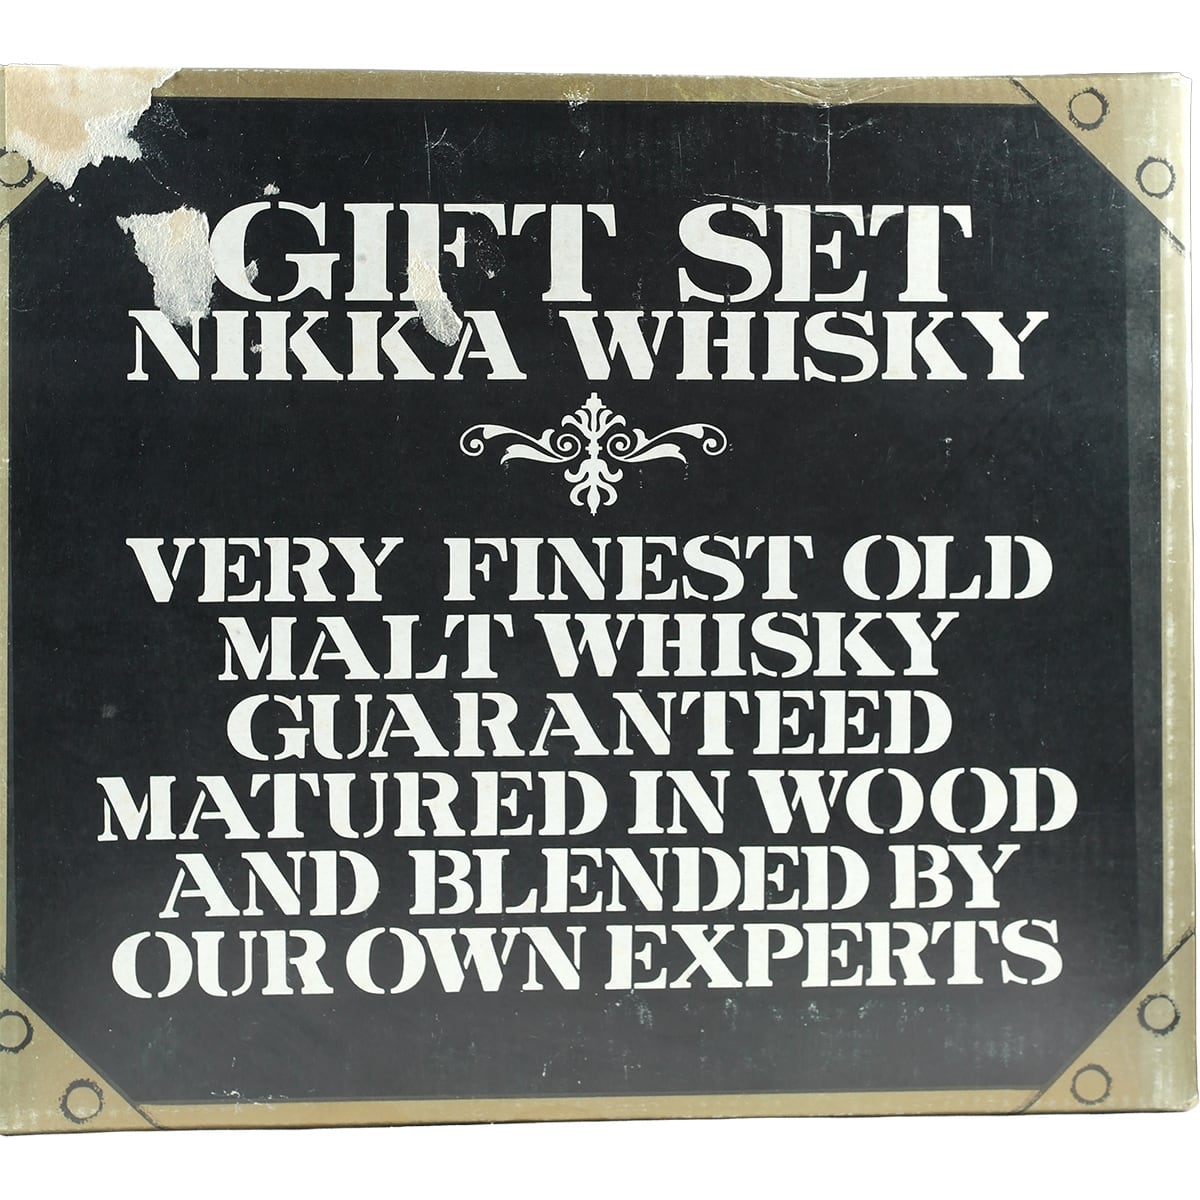 GIFT SET
NIKKA WHISKY
VERY FINEST OLD
MALT WHISKY
GUARANTEED
MATURED IN WOOD
AND BLENDED BY
OUR OWN EXPERTS